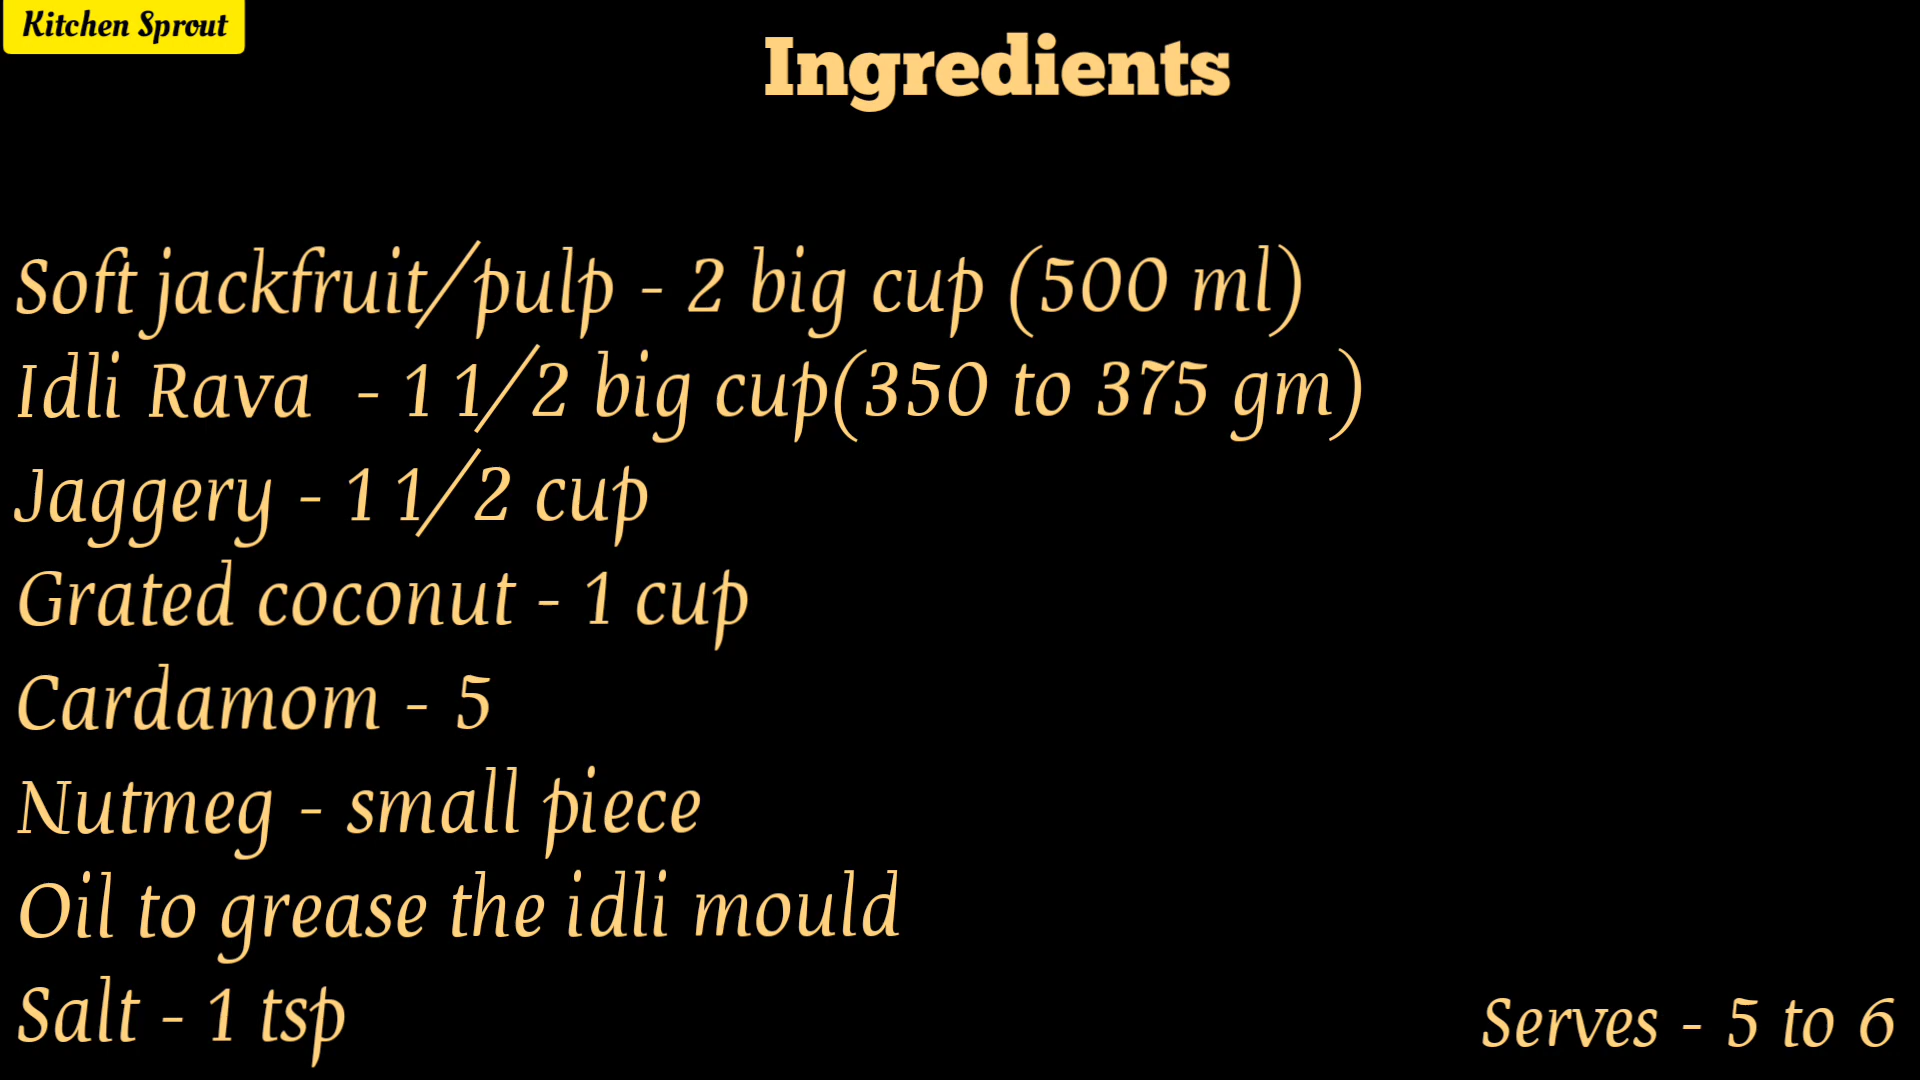 Kitchen Sprout
Ingredients
Soft jackfruit/pulp - 2 big cup (500 ml)
Idli Rava  - 1 1/2 big cup(350 to 375 gm)
Jaggery - 1 1/2 cup
Grated coconut - 1 cup
Cardamom - 5
Nutmeg - small piece
Oil to grease the idli mould
Salt - 1 tsp
Serves - 5 to 6